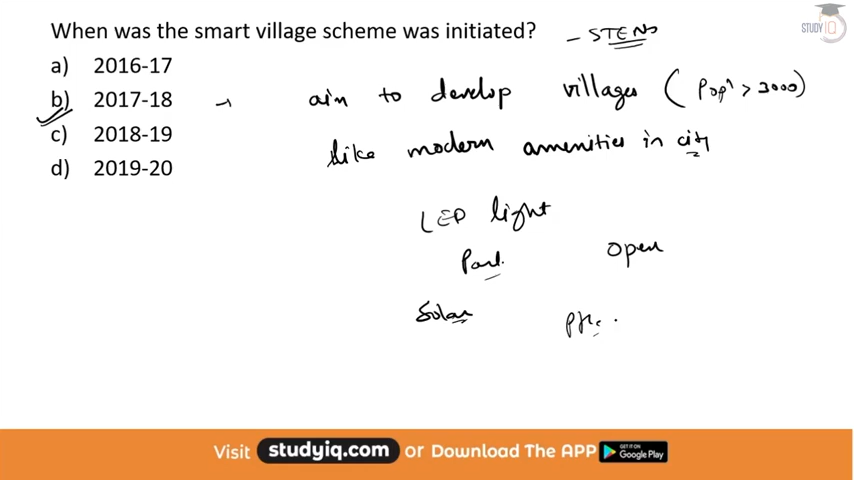 STUDY IQ
When was the smart village scheme was initiated? - STENS
a) 2016-17
b) 2017-18 → aim to develop villages (Popⁿ > 3000)
c) 2018-19 like modern amenities in city
d) 2019-20
LED light
Open
Solar PHc
Visit studyiq.com or Download The APP GET IT ON Google Play